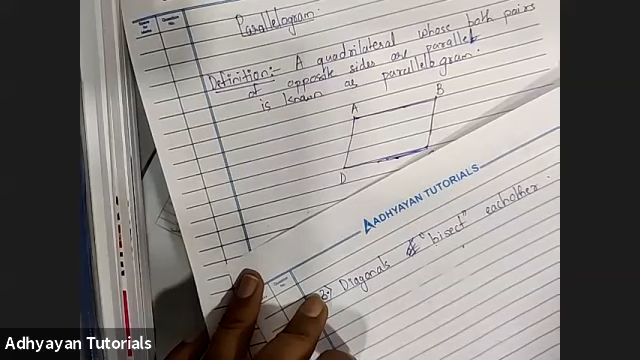 Parallelogram.
Definition:- A quadrilateral whose both pairs
of opposite sides are parallel
is known as parallelogram.
A
B
D
ADHYAYAN TUTORIALS
3.) Diagonals "bisect" eachother.
Adhyayan Tutorials